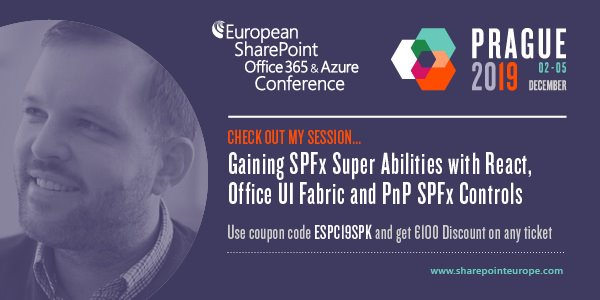 European
SharePoint
Office 365 & Azure
Conference
PRAGUE
2019 02-05
DECEMBER
CHECK OUT MY SESSION...
Gaining SPFx Super Abilities with React,
Office UI Fabric and PnP SPFx Controls
Use coupon code ESPC19SPK and get €100 Discount on any ticket
www.sharepointeurope.com